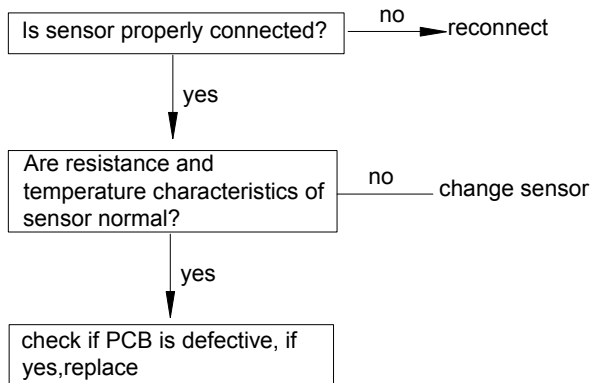 Is sensor properly connected?
no
reconnect
yes
Are resistance and
temperature characteristics of
sensor normal?
no
change sensor
yes
check if PCB is defective, if
yes,replace